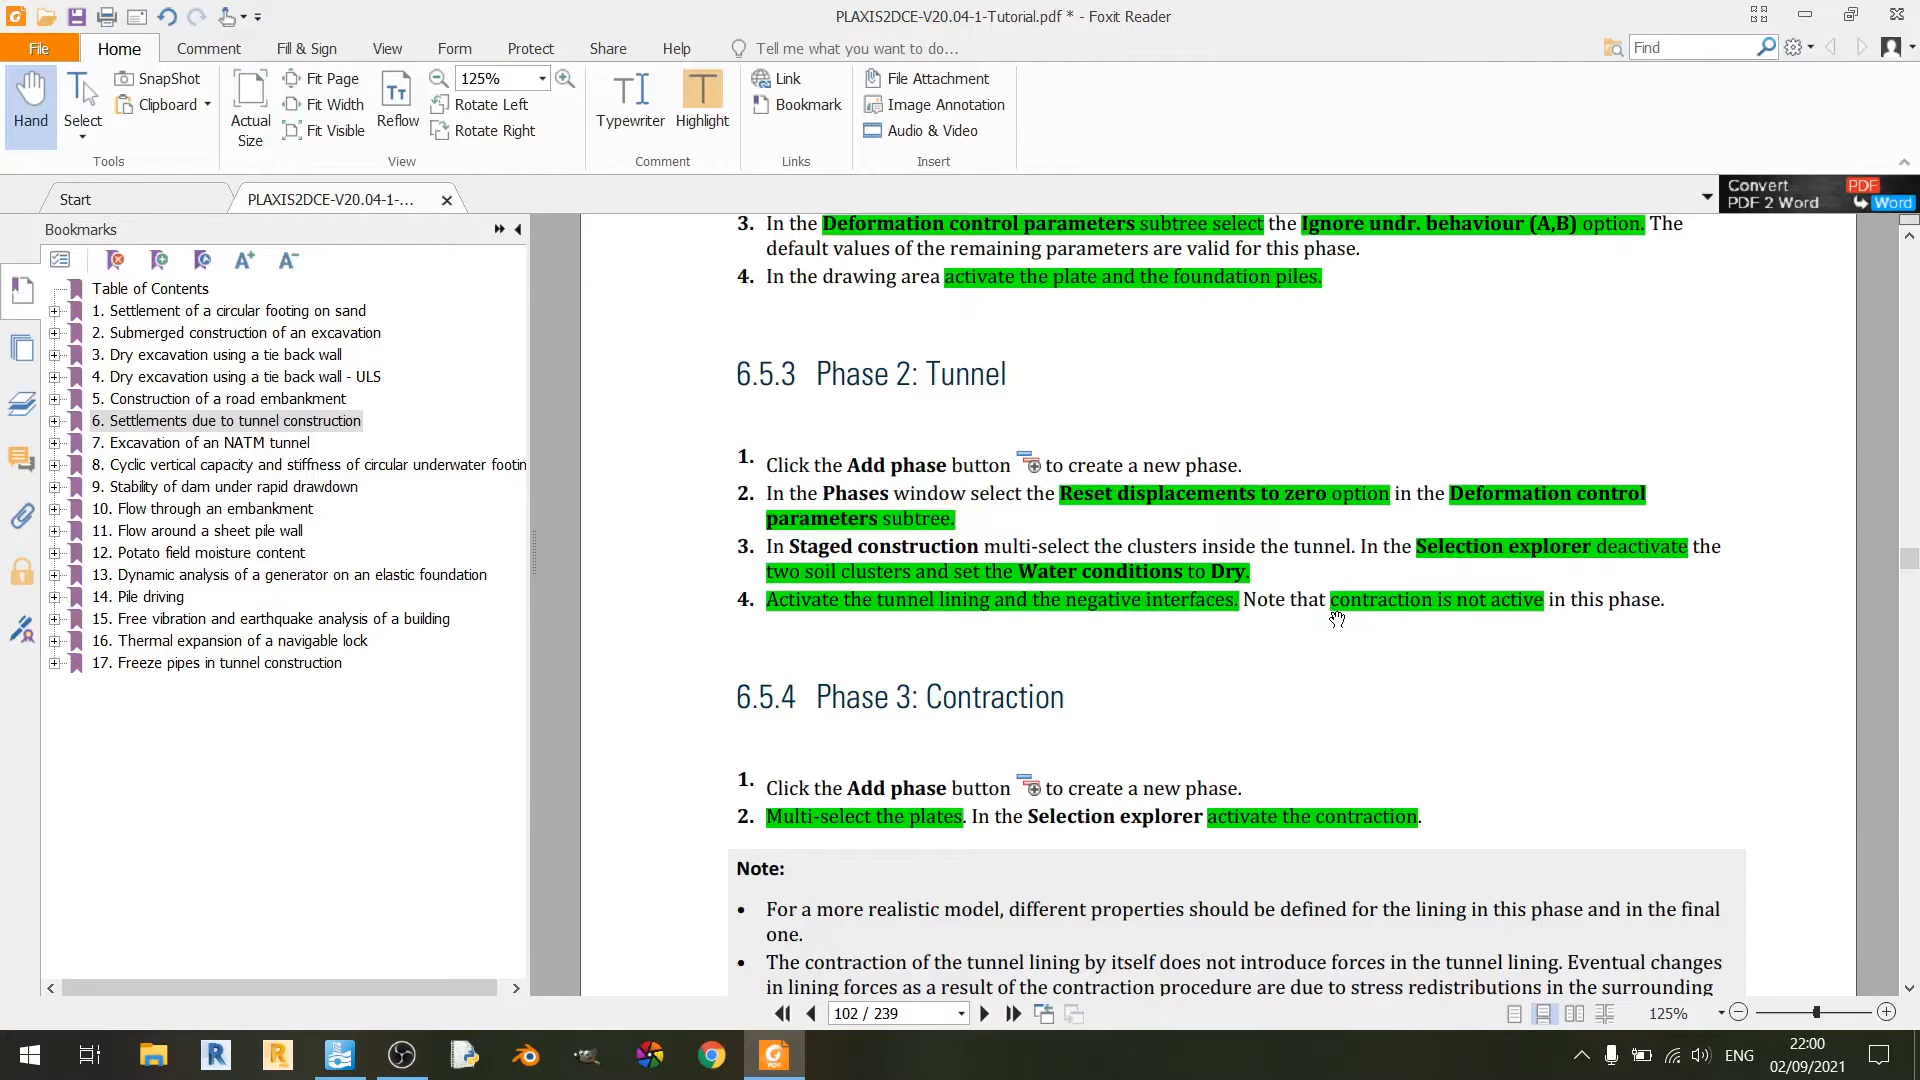 PLAXIS2DCE-V20.04-1-Tutorial.pdf * - Foxit Reader
File Home Comment Fill & Sign View Form Protect Share Help Tell me what you want to do... Find
Hand
Select
SnapShot
Clipboard
Tools
Actual
Size
Fit Page
Fit Width
Fit Visible
Reflow
125%
Rotate Left
Rotate Right
View
Typewriter
Highlight
Comment
Link
Bookmark
Links
File Attachment
Image Annotation
Audio & Video
Insert
Start
PLAXIS2DCE-V20.04-1-...
Convert PDF
PDF 2 Word Word
Bookmarks
Table of Contents
1. Settlement of a circular footing on sand
2. Submerged construction of an excavation
3. Dry excavation using a tie back wall
4. Dry excavation using a tie back wall - ULS
5. Construction of a road embankment
6. Settlements due to tunnel construction
7. Excavation of an NATM tunnel
8. Cyclic vertical capacity and stiffness of circular underwater footin
9. Stability of dam under rapid drawdown
10. Flow through an embankment
11. Flow around a sheet pile wall
12. Potato field moisture content
13. Dynamic analysis of a generator on an elastic foundation
14. Pile driving
15. Free vibration and earthquake analysis of a building
16. Thermal expansion of a navigable lock
17. Freeze pipes in tunnel construction
3. In the Deformation control parameters subtree select the Ignore undr. behaviour (A,B) option. The
default values of the remaining parameters are valid for this phase.
4. In the drawing area activate the plate and the foundation piles.
6.5.3 Phase 2: Tunnel
1. Click the Add phase button to create a new phase.
2. In the Phases window select the Reset displacements to zero option in the Deformation control
parameters subtree.
3. In Staged construction multi-select the clusters inside the tunnel. In the Selection explorer deactivate the
two soil clusters and set the Water conditions to Dry.
4. Activate the tunnel lining and the negative interfaces. Note that contraction is not active in this phase.
6.5.4 Phase 3: Contraction
1. Click the Add phase button to create a new phase.
2. Multi-select the plates. In the Selection explorer activate the contraction.
Note:
• For a more realistic model, different properties should be defined for the lining in this phase and in the final
one.
• The contraction of the tunnel lining by itself does not introduce forces in the tunnel lining. Eventual changes
in lining forces as a result of the contraction procedure are due to stress redistributions in the surrounding
102 / 239
125%
ENG
22:00
02/09/2021